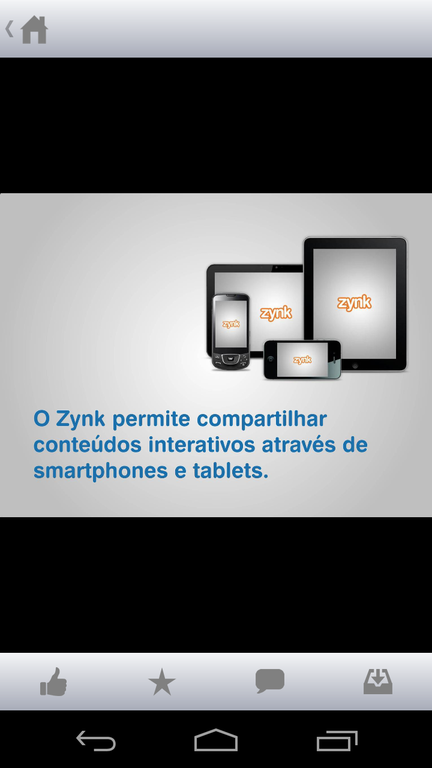 zynk
zynk
zynk
zynk
O Zynk permite compartilhar
conteúdos interativos através de
smartphones e tablets.